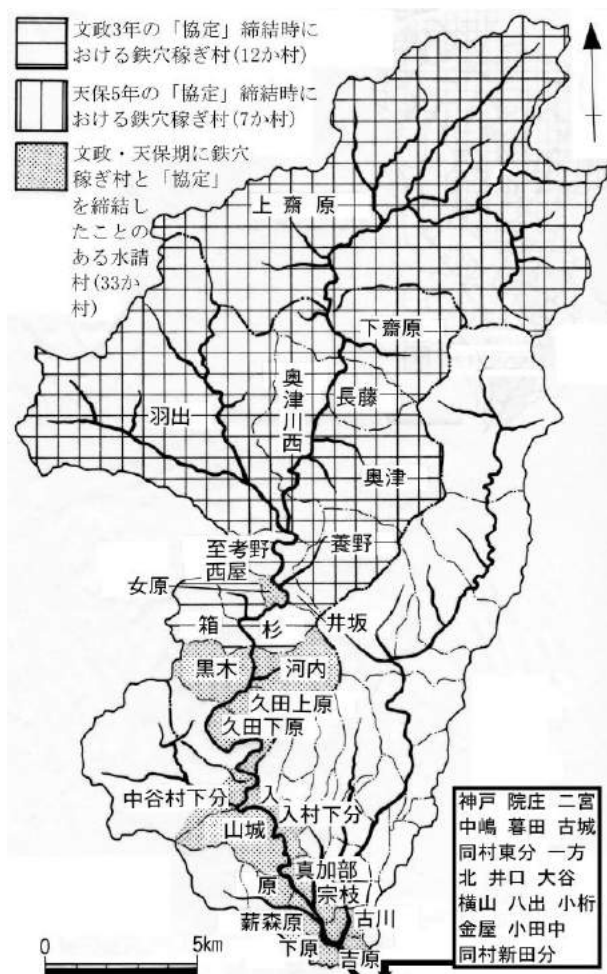 文政3年の「協定」締結時に
おける鉄穴稼ぎ村(12か村)
天保5年の「協定」締結時に
おける鉄穴稼ぎ村(7か村)
文政・天保期に鉄穴
稼ぎ村と「協定」
を締結し
たことの
ある水請
村(33か
村)
上齋原
下齋原
奥津川西
長藤
羽出
奥津
養野
至孝野
西屋
女原
箱
杉
井坂
黒木
河内
久田上原
久田下原
中谷村下分
入
入村下分
山城
真加部
原
宗枝
薪森原
古川
下原
吉原
0 5km
神戸 院庄 二宮
中嶋 暮田 古城
同村東分 一方
北 井口 大谷
横山 八出 小桁
金屋 小田中
同村新田分